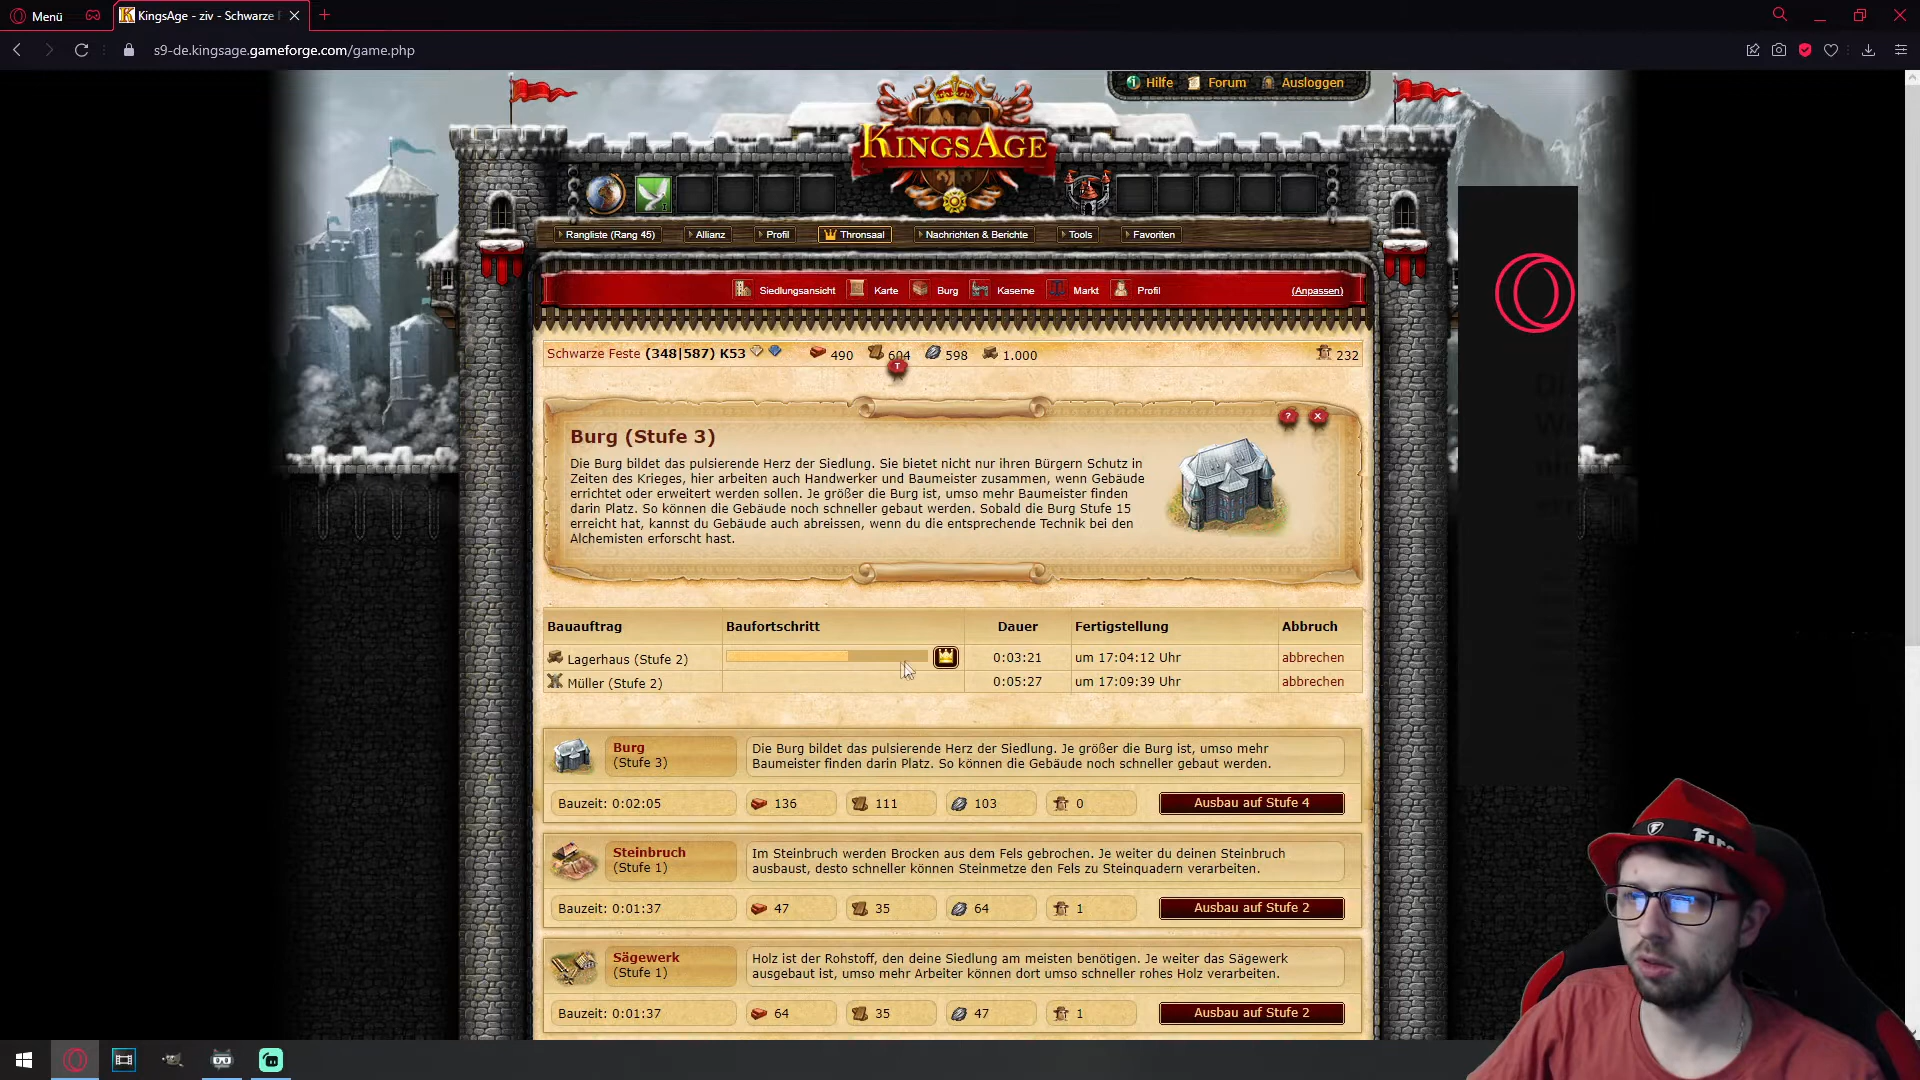 Menü
KingsAge - ziv - Schwarze F
s9-de.kingsage.gameforge.com/game.php
Hilfe
Forum
Ausloggen
KINGSAGE
1
Rangliste (Rang 45)
Allianz
Profil
Thronsaal
Nachrichten & Berichte
Tools
Favoriten
Siedlungsansicht
Karte
Burg
Kaserne
Markt
Profil
(Anpassen)
Schwarze Feste (348|587) K53
490
604
598
1.000
232
T
? X
Burg (Stufe 3)
Die Burg bildet das pulsierende Herz der Siedlung. Sie bietet nicht nur ihren Bürgern Schutz in
Zeiten des Krieges, hier arbeiten auch Handwerker und Baumeister zusammen, wenn Gebäude
errichtet oder erweitert werden sollen. Je größer die Burg ist, umso mehr Baumeister finden
darin Platz. So können die Gebäude noch schneller gebaut werden. Sobald die Burg Stufe 15
erreicht hat, kannst du Gebäude auch abreissen, wenn du die entsprechende Technik bei den
Alchemisten erforscht hast.
Bauauftrag Baufortschritt Dauer Fertigstellung Abbruch
Lagerhaus (Stufe 2) 0:03:21 um 17:04:12 Uhr abbrechen
Müller (Stufe 2) 0:05:27 um 17:09:39 Uhr abbrechen
Burg
(Stufe 3)
Die Burg bildet das pulsierende Herz der Siedlung. Je größer die Burg ist, umso mehr
Baumeister finden darin Platz. So können die Gebäude noch schneller gebaut werden.
Bauzeit: 0:02:05 136 111 103 0 Ausbau auf Stufe 4
Steinbruch
(Stufe 1)
Im Steinbruch werden Brocken aus dem Fels gebrochen. Je weiter du deinen Steinbruch
ausbaust, desto schneller können Steinmetze den Fels zu Steinquadern verarbeiten.
Bauzeit: 0:01:37 47 35 64 1 Ausbau auf Stufe 2
Sägewerk
(Stufe 1)
Holz ist der Rohstoff, den deine Siedlung am meisten benötigen. Je weiter das Sägewerk
ausgebaut ist, umso mehr Arbeiter können dort umso schneller rohes Holz verarbeiten.
Bauzeit: 0:01:37 64 35 47 1 Ausbau auf Stufe 2